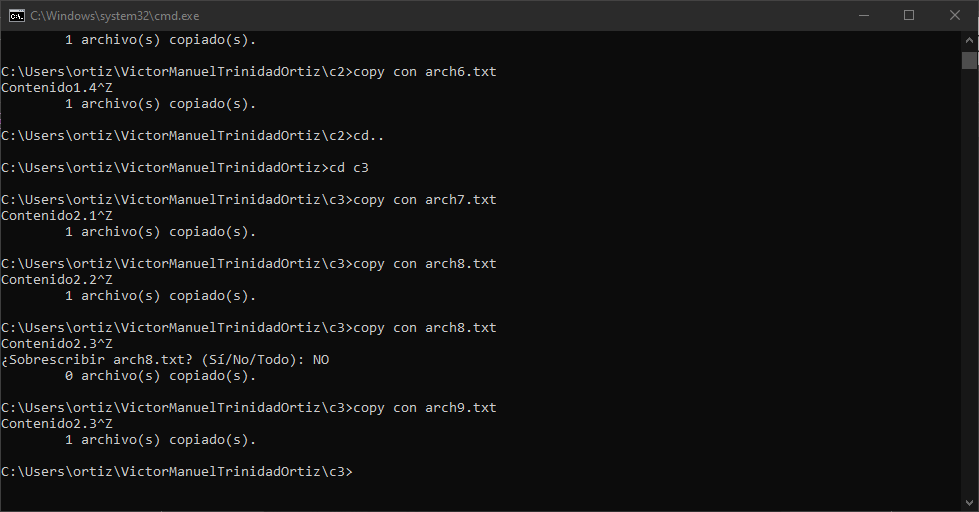 C:\Windows\system32\cmd.exe
1 archivo(s) copiado(s).
C:\Users\ortiz\VictorManuelTrinidadOrtiz\c2>copy con arch6.txt
Contenido1.4^Z
1 archivo(s) copiado(s).
C:\Users\ortiz\VictorManuelTrinidadOrtiz\c2>cd..
C:\Users\ortiz\VictorManuelTrinidadOrtiz>cd c3
C:\Users\ortiz\VictorManuelTrinidadOrtiz\c3>copy con arch7.txt
Contenido2.1^Z
1 archivo(s) copiado(s).
C:\Users\ortiz\VictorManuelTrinidadOrtiz\c3>copy con arch8.txt
Contenido2.2^Z
1 archivo(s) copiado(s).
C:\Users\ortiz\VictorManuelTrinidadOrtiz\c3>copy con arch8.txt
Contenido2.3^Z
¿Sobrescribir arch8.txt? (Sí/No/Todo): NO
0 archivo(s) copiado(s).
C:\Users\ortiz\VictorManuelTrinidadOrtiz\c3>copy con arch9.txt
Contenido2.3^Z
1 archivo(s) copiado(s).
C:\Users\ortiz\VictorManuelTrinidadOrtiz\c3>